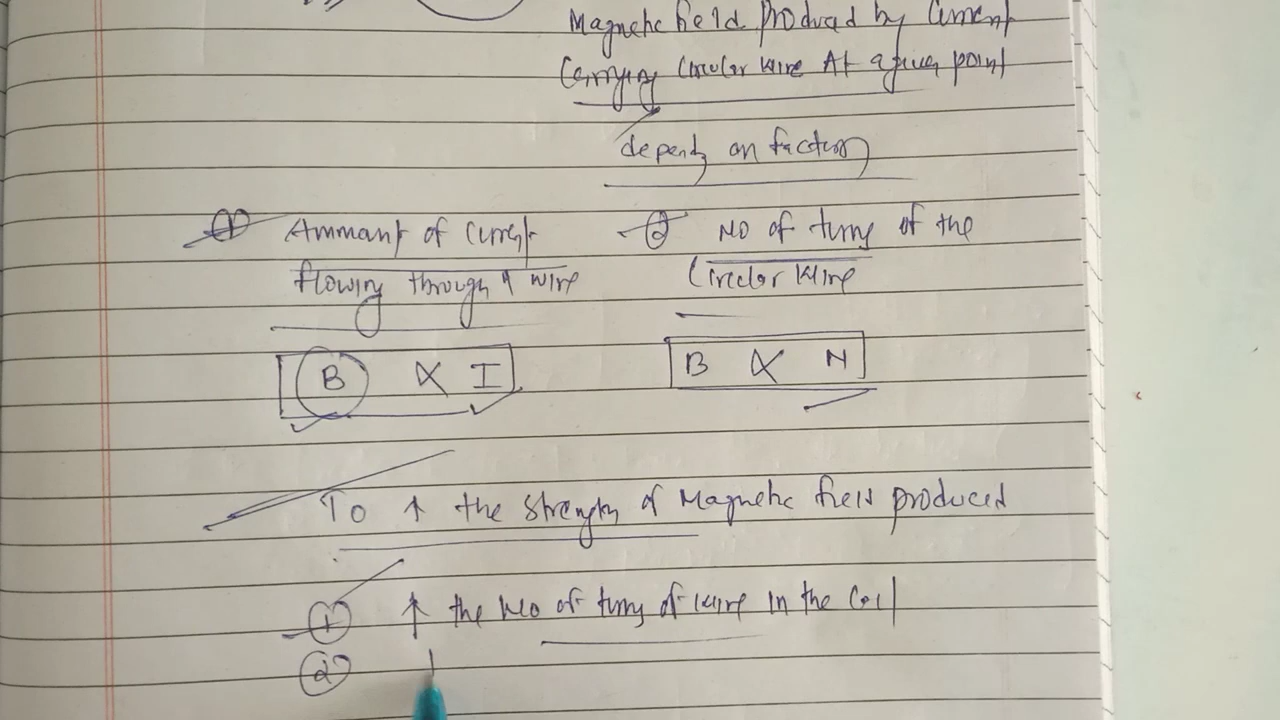 Magnetic field Produced by Current
Carrying Circular Wire At a given point
depends on factors
① Ammant of Current
flowing through wire
② No of turns of the
Circular Wire
B ∝ I
B ∝ N
To ↑ the Strength of Magnetic field produced
① ↑ the No of turns of wire in the Coil
②